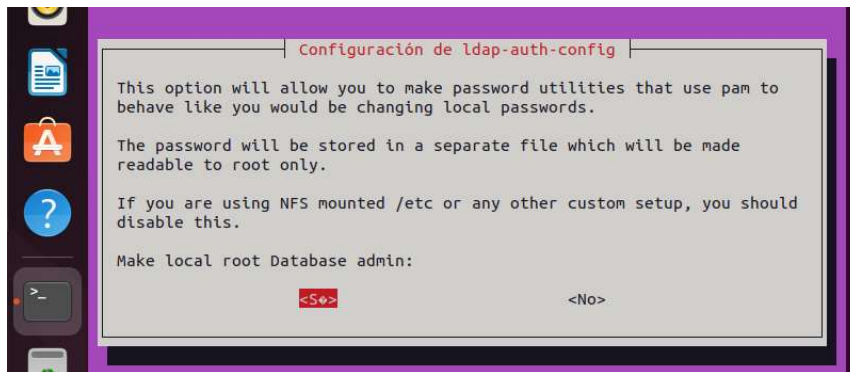 Configuración de ldap-auth-config
This option will allow you to make password utilities that use pam to
behave like you would be changing local passwords.
The password will be stored in a separate file which will be made
readable to root only.
If you are using NFS mounted /etc or any other custom setup, you should
disable this.
Make local root Database admin:
<S�> <No>